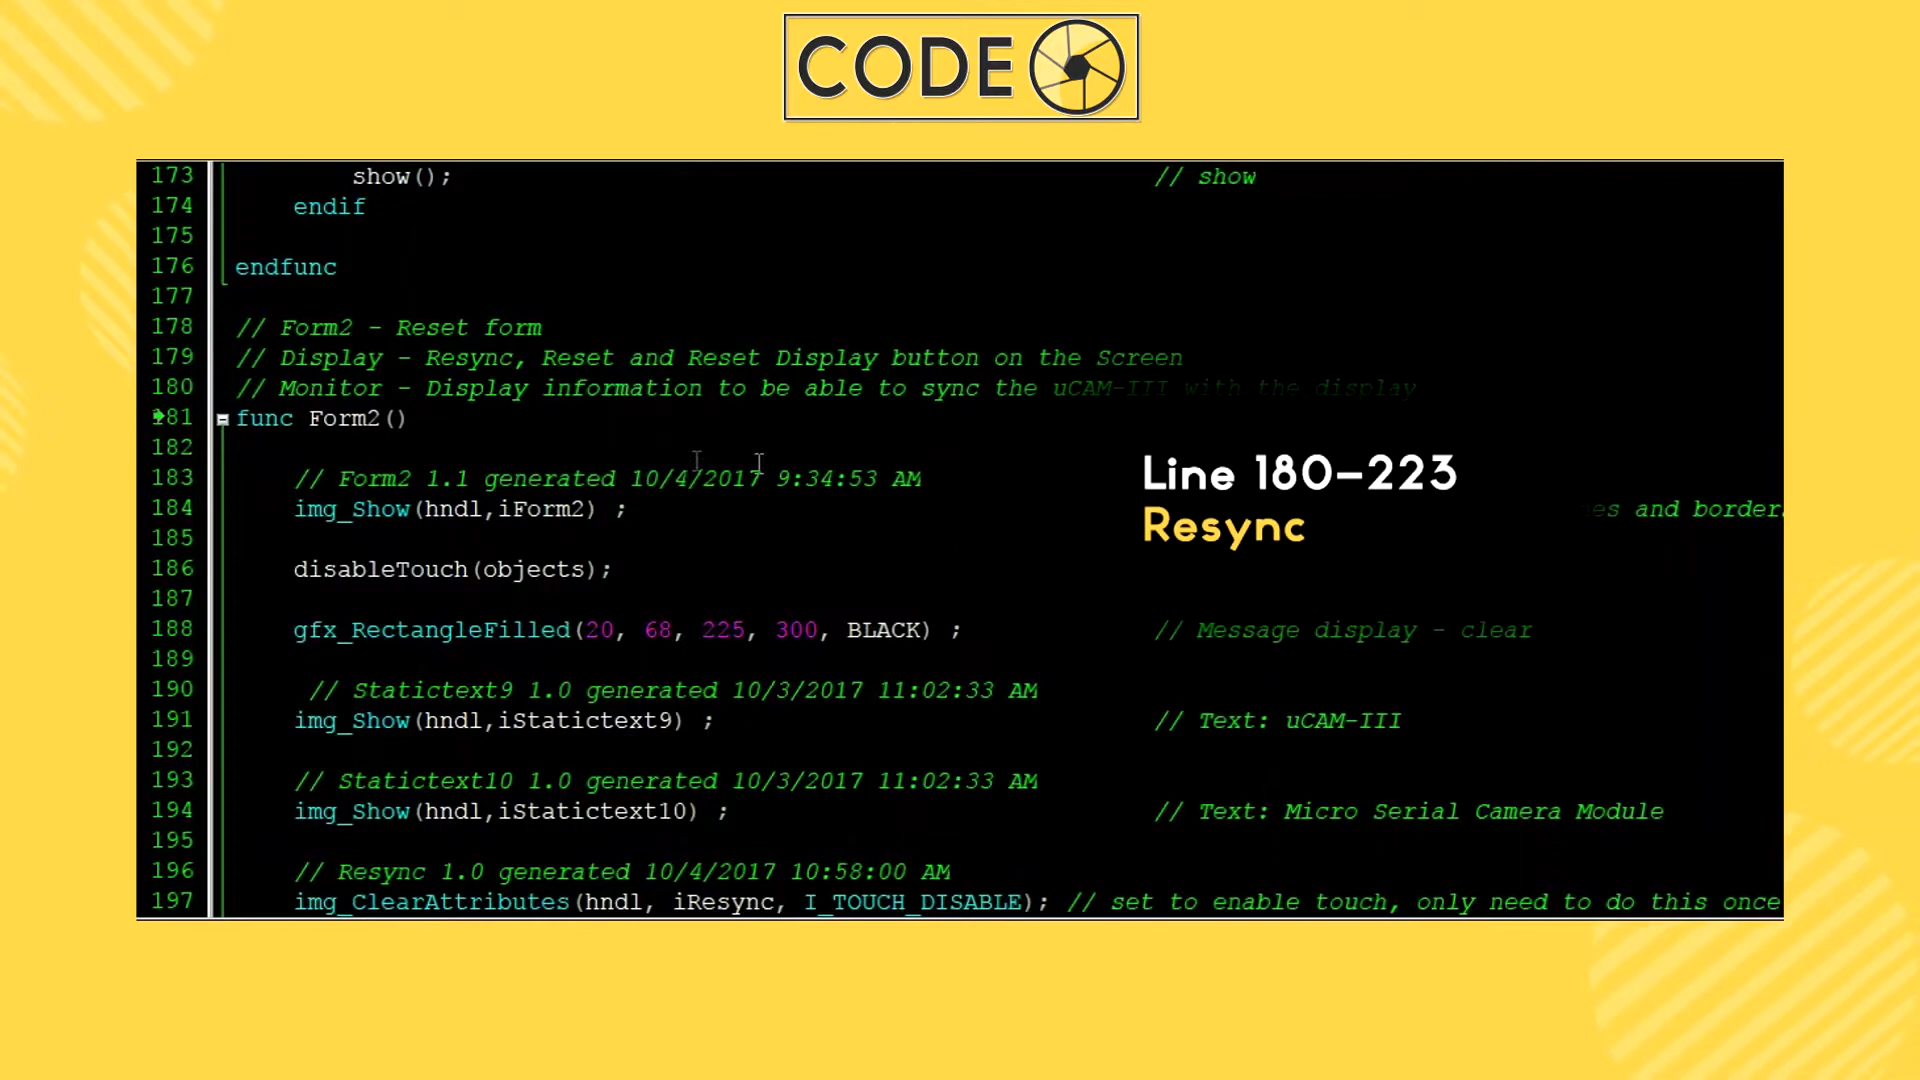 CODE
173 show(); // show
174 endif
175
176 endfunc
177
178 // Form2 - Reset form
179 // Display - Resync, Reset and Reset Display button on the Screen
180 // Monitor - Display information to be able to sync the uCAM-III with the display
181 func Form2()
182
Line 180-223
183 // Form2 1.1 generated 10/4/2017 9:34:53 AM
184 img_Show(hndl,iForm2) ; and border
Resync
185
186 disableTouch(objects);
187
188 gfx_RectangleFilled(20, 68, 225, 300, BLACK) ; // Message display - clear
189
190 // Statictext9 1.0 generated 10/3/2017 11:02:33 AM
191 img_Show(hndl,iStatictext9) ; // Text: uCAM-III
192
193 // Statictext10 1.0 generated 10/3/2017 11:02:33 AM
194 img_Show(hndl,iStatictext10) ; // Text: Micro Serial Camera Module
195
196 // Resync 1.0 generated 10/4/2017 10:58:00 AM
197 img_ClearAttributes(hndl, iResync, I_TOUCH_DISABLE); // set to enable touch, only need to do this once